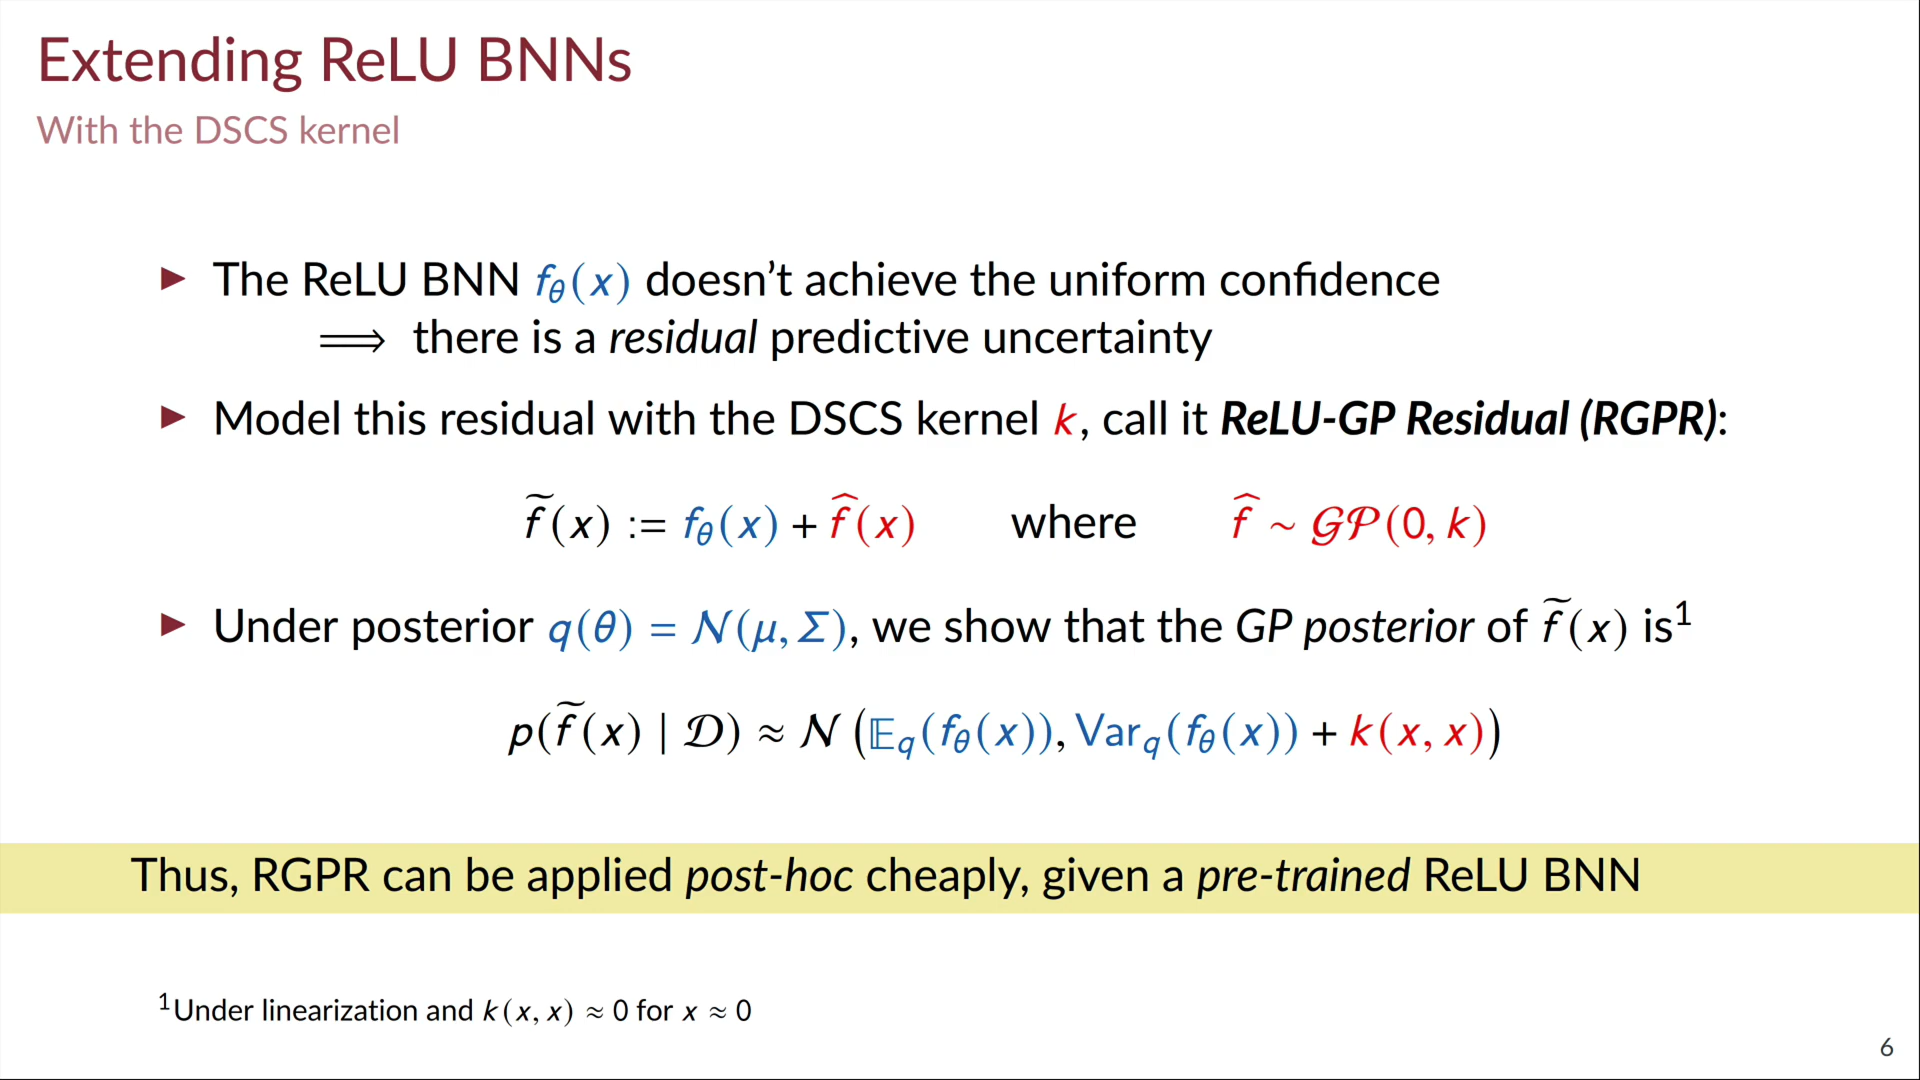 Extending ReLU BNNs
With the DSCS kernel
▶ The ReLU BNN f_θ(x) doesn’t achieve the uniform confidence
⟹ there is a residual predictive uncertainty
▶ Model this residual with the DSCS kernel k, call it ReLU-GP Residual (RGPR):
f̃(x) := f_θ(x) + f̂(x) where f̂ ~ 𝒢𝒫(0, k)
▶ Under posterior q(θ) = 𝒩(μ, Σ), we show that the GP posterior of f̃(x) is¹
p(f̃(x) | 𝒟) ≈ 𝒩(𝔼_q(f_θ(x)), Var_q(f_θ(x)) + k(x, x))
Thus, RGPR can be applied post-hoc cheaply, given a pre-trained ReLU BNN
¹Under linearization and k(x, x) ≈ 0 for x ≈ 0
6